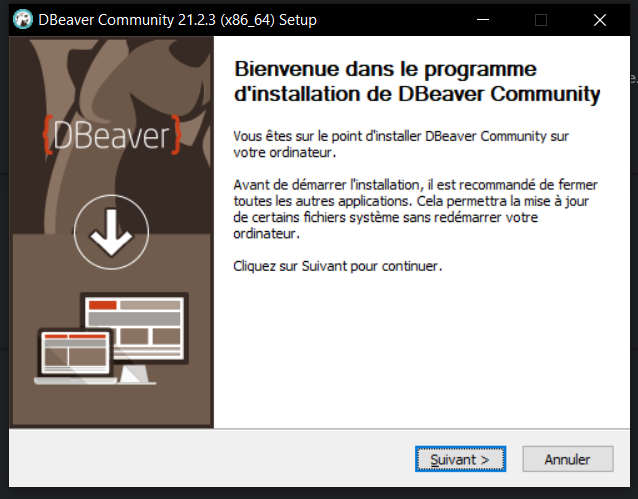 DBeaver Community 21.2.3 (x86_64) Setup
Bienvenue dans le programme
d'installation de DBeaver Community
{DBeaver}
Vous êtes sur le point d'installer DBeaver Community sur
votre ordinateur.
Avant de démarrer l'installation, il est recommandé de fermer
toutes les autres applications. Cela permettra la mise à jour
de certains fichiers système sans redémarrer votre
ordinateur.
Cliquez sur Suivant pour continuer.
Suivant >
Annuler